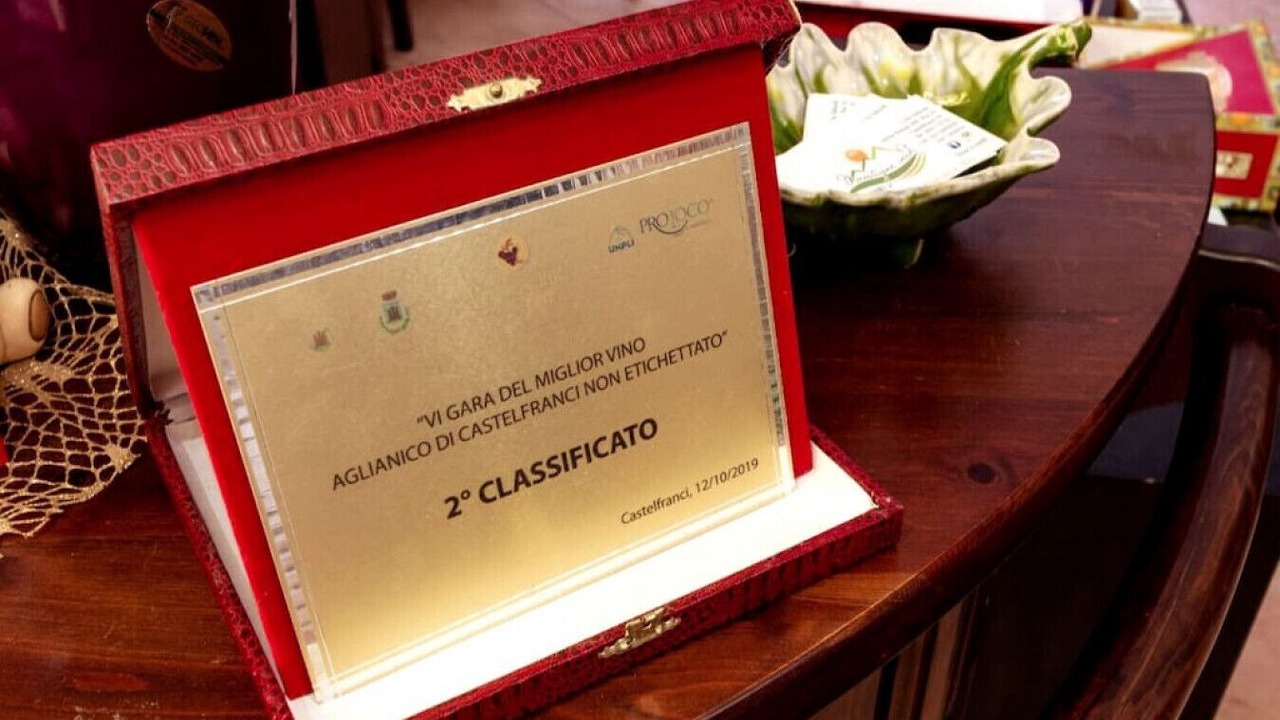 UNPLI
PROLOCO
"VI GARA DEL MIGLIOR VINO
AGLIANICO DI CASTELFRANCI NON ETICHETTATO"
2° CLASSIFICATO
Castelfranci, 12/10/2019